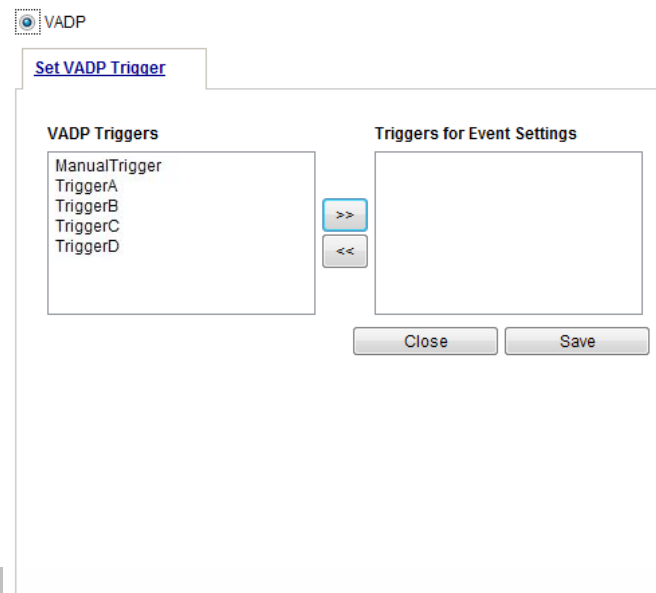 VADP
Set VADP Trigger
VADP Triggers
ManualTrigger
TriggerA
TriggerB
TriggerC
TriggerD
>>
<<
Triggers for Event Settings
Close
Save